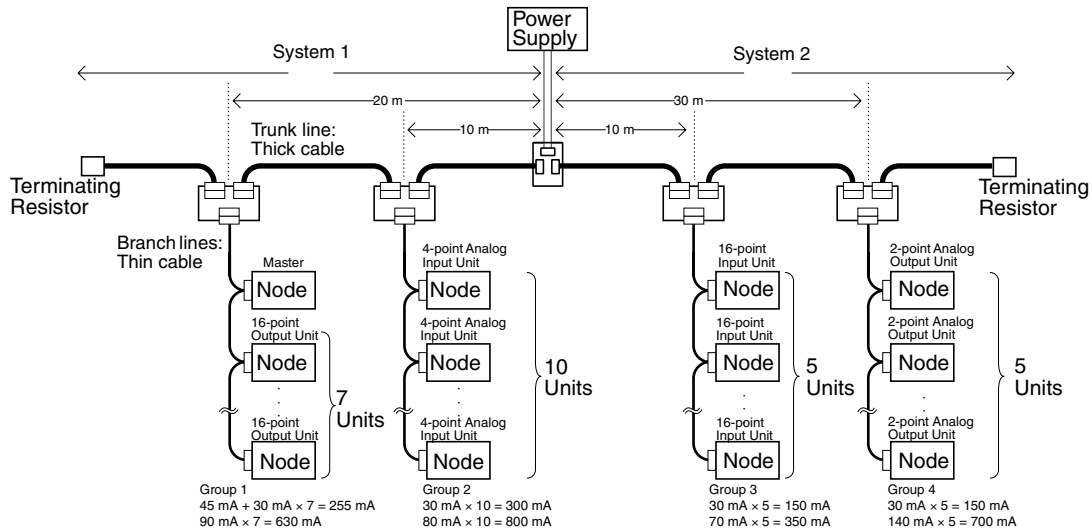 Power
Supply
System 1
System 2
20 m
30 m
10 m
10 m
Trunk line:
Thick cable
Terminating
Resistor
Terminating
Resistor
Branch lines:
Thin cable
Master
Node
16-point
Output Unit
Node
16-point
Output Unit
Node
7
Units
4-point Analog
Input Unit
Node
4-point Analog
Input Unit
Node
4-point Analog
Input Unit
Node
10
Units
16-point
Input Unit
Node
16-point
Input Unit
Node
16-point
Input Unit
Node
5
Units
2-point Analog
Output Unit
Node
2-point Analog
Output Unit
Node
2-point Analog
Output Unit
Node
5
Units
Group 1
45 mA + 30 mA × 7 = 255 mA
90 mA × 7 = 630 mA
Group 2
30 mA × 10 = 300 mA
80 mA × 10 = 800 mA
Group 3
30 mA × 5 = 150 mA
70 mA × 5 = 350 mA
Group 4
30 mA × 5 = 150 mA
140 mA × 5 = 700 mA